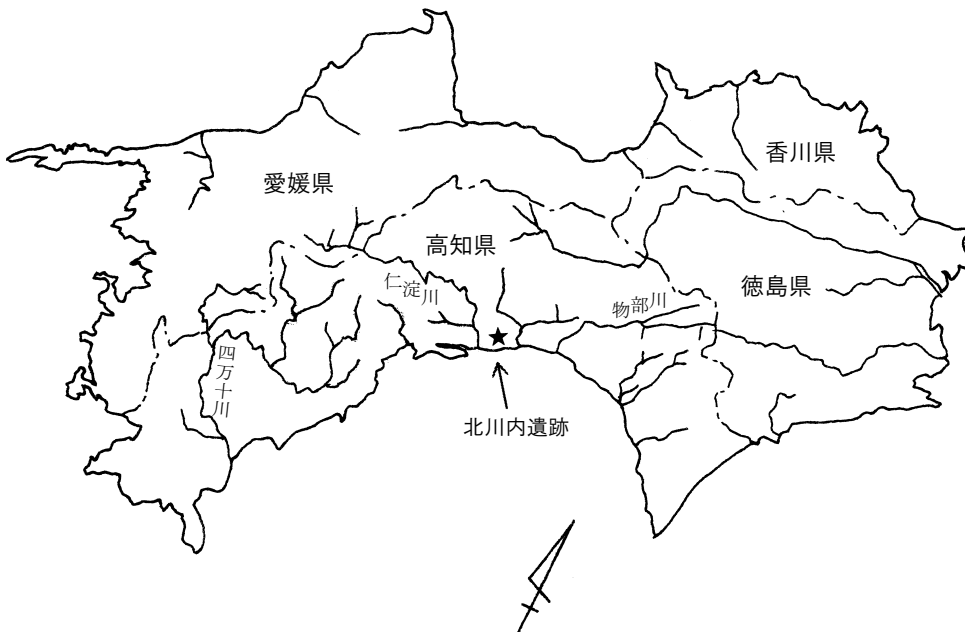 香川県
愛媛県
高知県
徳島県
仁淀川
物部川
四万十川
北川内遺跡